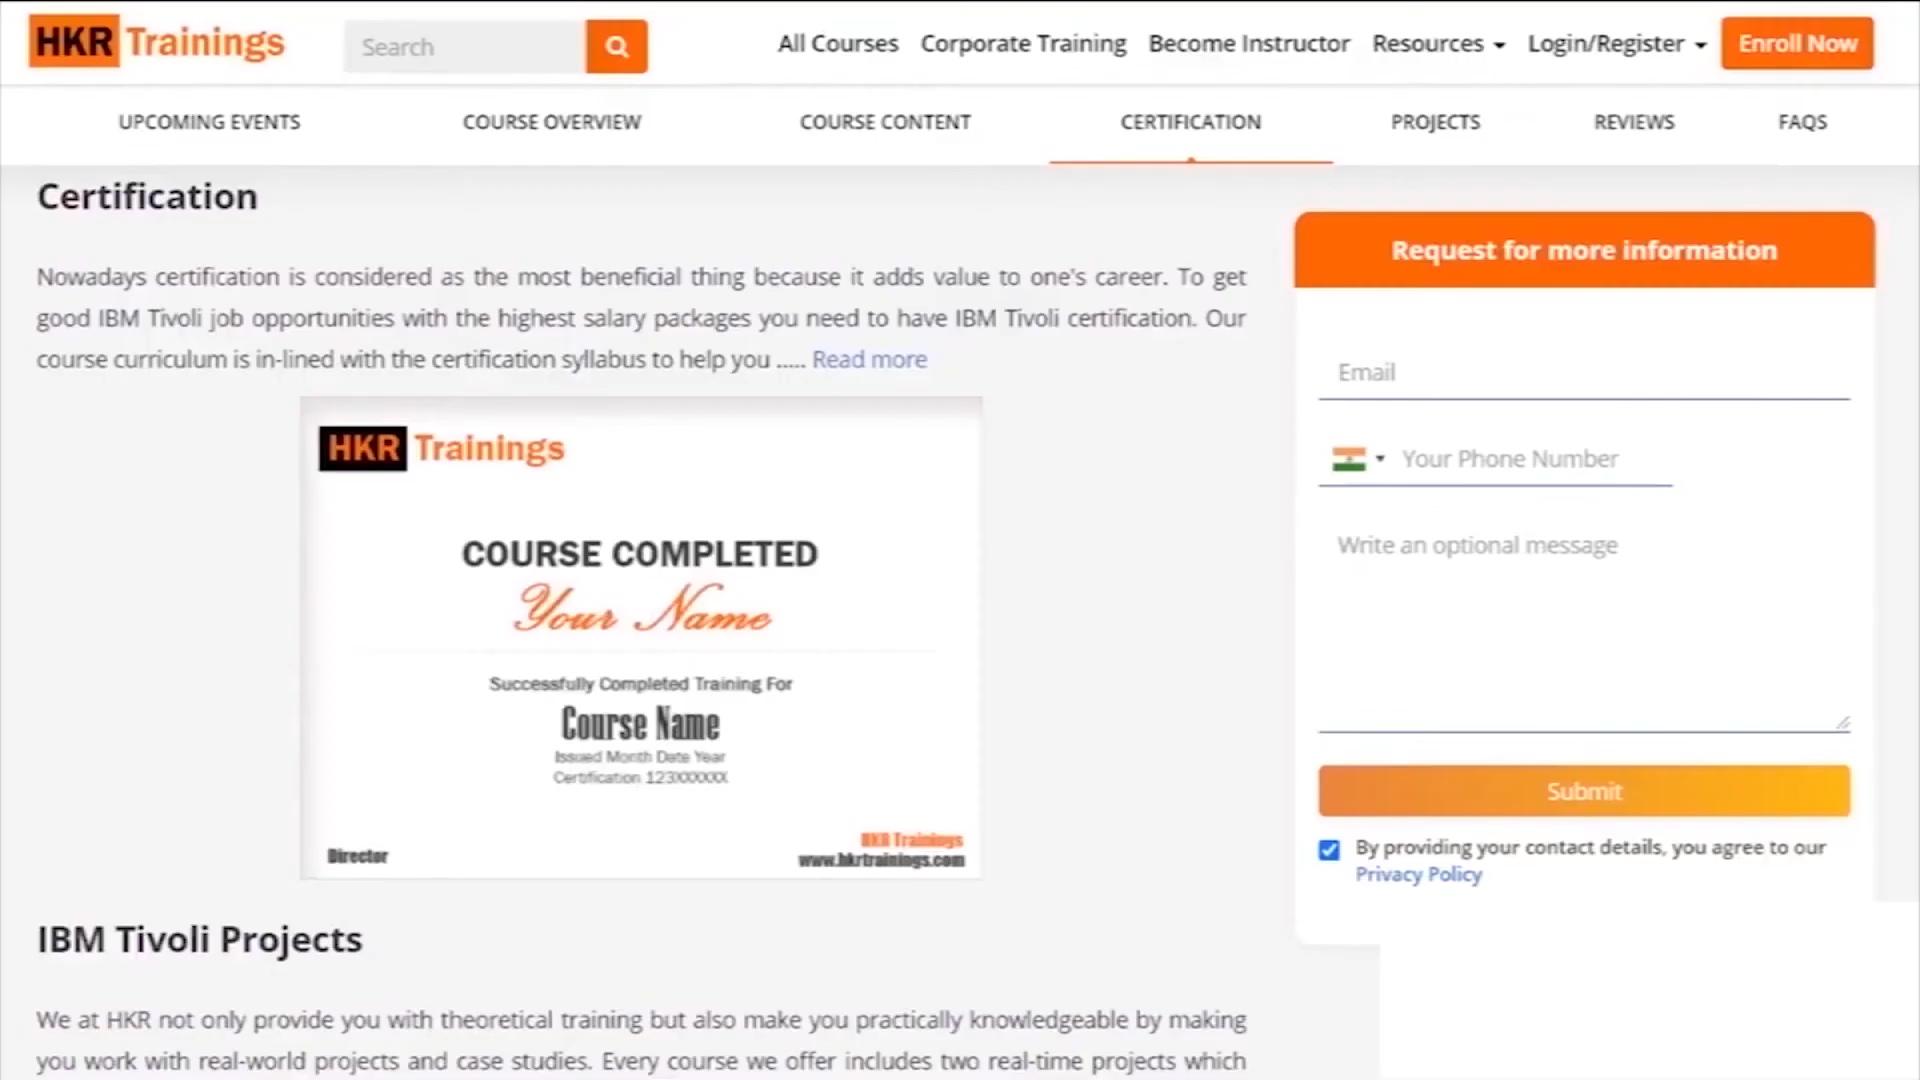 HKR Trainings
Search
All Courses Corporate Training Become Instructor Resources Login/Register Enroll Now
UPCOMING EVENTS COURSE OVERVIEW COURSE CONTENT CERTIFICATION PROJECTS REVIEWS FAQS
Certification
Nowadays certification is considered as the most beneficial thing because it adds value to one's career. To get
good IBM Tivoli job opportunities with the highest salary packages you need to have IBM Tivoli certification. Our
course curriculum is in-lined with the certification syllabus to help you ..... Read more
HKR Trainings
COURSE COMPLETED
Your Name
Successfully Completed Training For
Course Name
Issued Month Date Year
Certification 123XXXXXX
Director
HKR Trainings
www.hkrtrainings.com
IBM Tivoli Projects
We at HKR not only provide you with theoretical training but also make you practically knowledgeable by making
you work with real-world projects and case studies. Every course we offer includes two real-time projects which
Request for more information
Email
Your Phone Number
Write an optional message
Submit
By providing your contact details, you agree to our
Privacy Policy